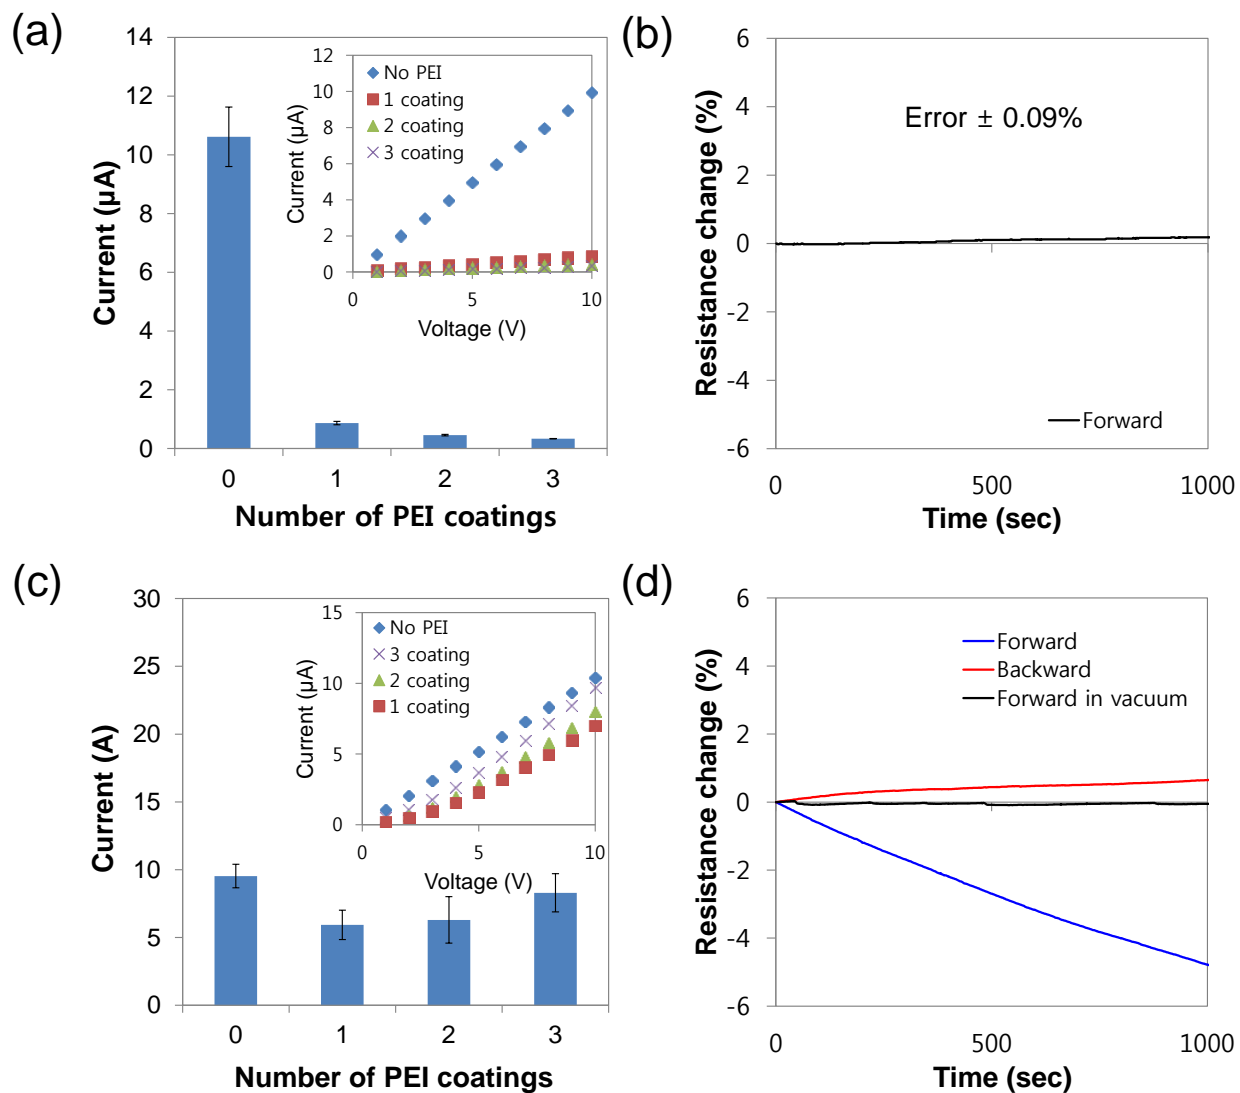 (a)
14
12
10
8
6
4
2
0
Current (µA)
0 1 2 3
Number of PEI coatings
12
10
8
6
4
2
0
Current (µA)
No PEI
1 coating
2 coating
3 coating
0 5 10
Voltage (V)
(b)
6
4
2
0
-2
-4
-6
Resistance change (%)
Error ± 0.09%
Forward
0 500 1000
Time (sec)
(c)
30
25
20
15
10
5
0
Current (A)
0 1 2 3
Number of PEI coatings
15
10
5
0
Current (µA)
No PEI
3 coating
2 coating
1 coating
0 5 10
Voltage (V)
(d)
6
4
2
0
-2
-4
-6
Resistance change (%)
Forward
Backward
Forward in vacuum
0 500 1000
Time (sec)